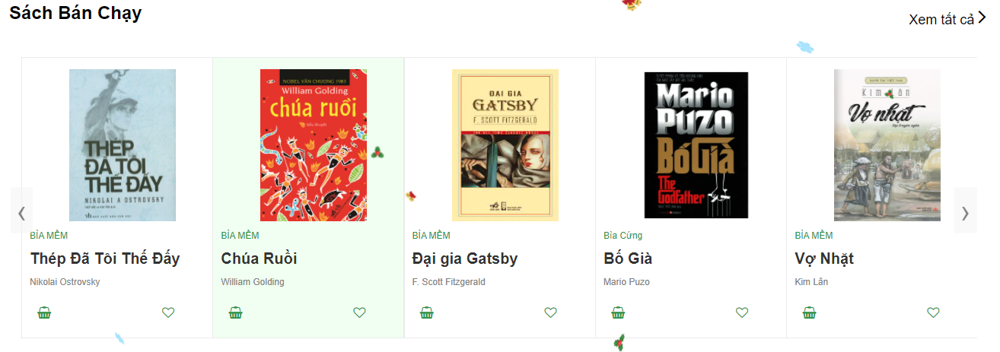 Sách Bán Chạy
Xem tất cả
THÉP
ĐÃ TÔI
THẾ ĐẤY
NIKOLAI A OSTROVSKY
BÌA MỀM
Thép Đã Tôi Thế Đấy
Nikolai Ostrovsky
NOBEL VĂN CHƯƠNG 1983
William Golding
chúa ruồi
tiểu thuyết
BÌA MỀM
Chúa Ruồi
William Golding
ĐẠI GIA
GATSBY
F. SCOTT FITZGERALD
BÌA MỀM
Đại gia Gatsby
F. Scott Fitzgerald
Mario
Puzo
Bố Già
The
Godfather
Bìa Cứng
Bố Già
Mario Puzo
Kim Lân
Vợ nhặt
BÌA MỀM
Vợ Nhặt
Kim Lân